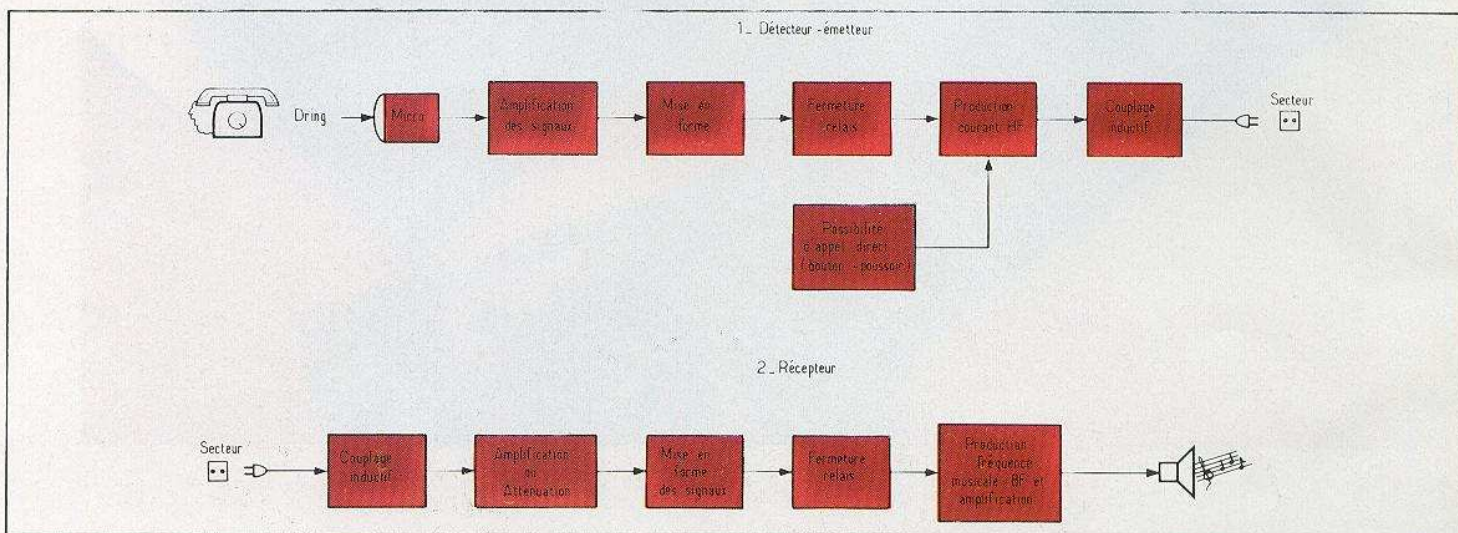 1_ Détecteur-émetteur
Dring
Micro
Amplification
des signaux
Mise en
forme
Fermeture
relais
Production
courant HF
Couplage
inductif
Secteur
Possibilité
d'appel direct
(bouton-poussoir)
2_ Récepteur
Secteur
Couplage
inductif
Amplification
ou
Atténuation
Mise en
forme
des signaux
Fermeture
relais
Production
fréquence
musicale BF et
amplification